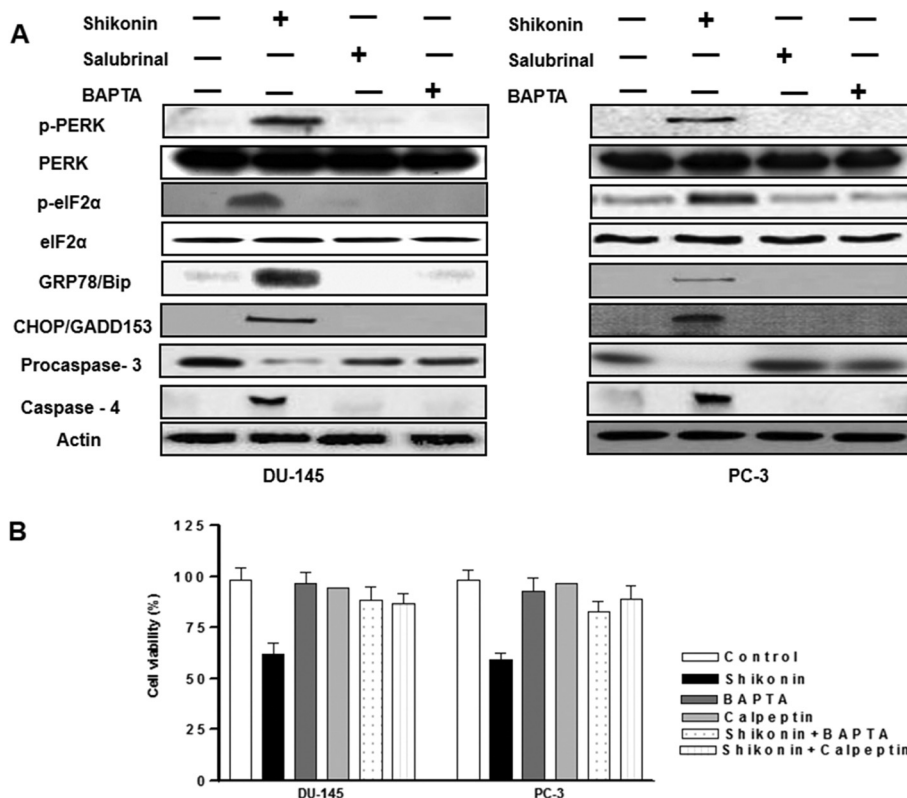 A
Shikonin — + — —
Salubrinal — — + —
BAPTA — — — +
p-PERK
PERK
p-eIF2α
eIF2α
GRP78/Bip
CHOP/GADD153
Procaspase- 3
Caspase - 4
Actin
DU-145
Shikonin — + — —
Salubrinal — — + —
BAPTA — — — +
PC-3
B
Cell viability (%)
125
100
75
50
25
0
DU-145
PC-3
Control
Shikonin
BAPTA
Calpeptin
Shikonin+BAPTA
Shikonin+Calpeptin